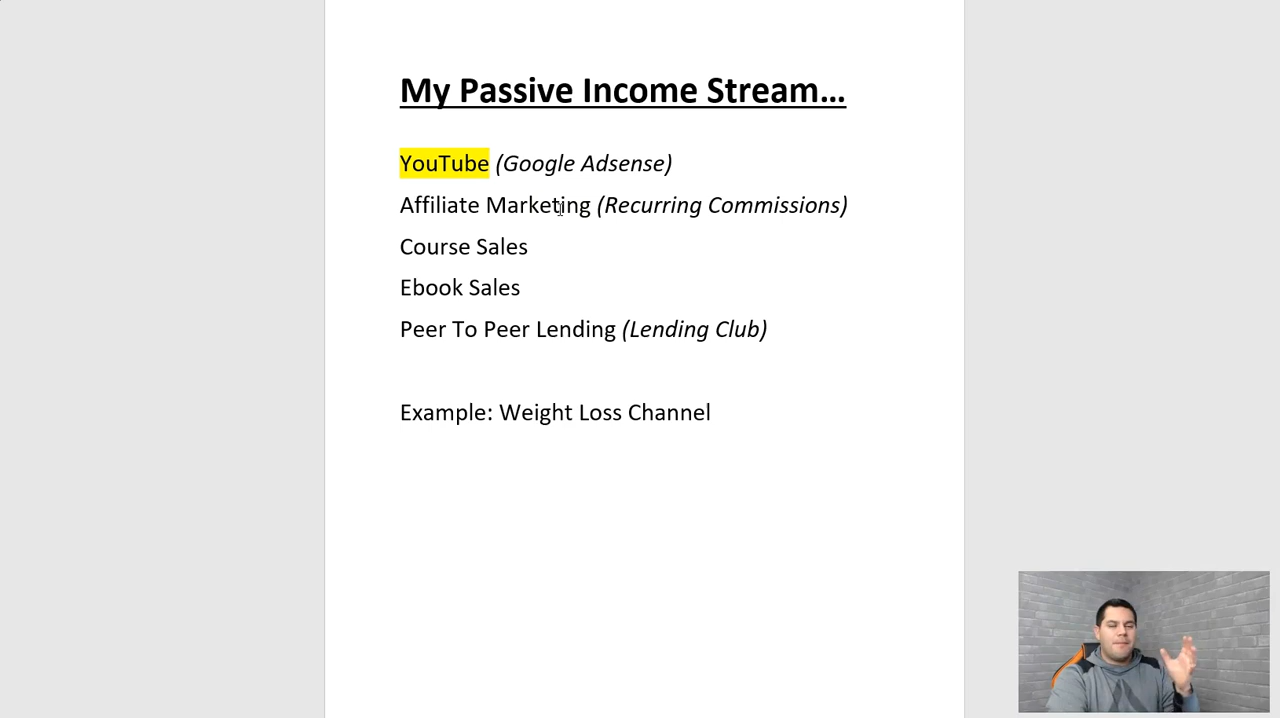 My Passive Income Stream…
YouTube (Google Adsense)
Affiliate Marketing (Recurring Commissions)
Course Sales
Ebook Sales
Peer To Peer Lending (Lending Club)
Example: Weight Loss Channel